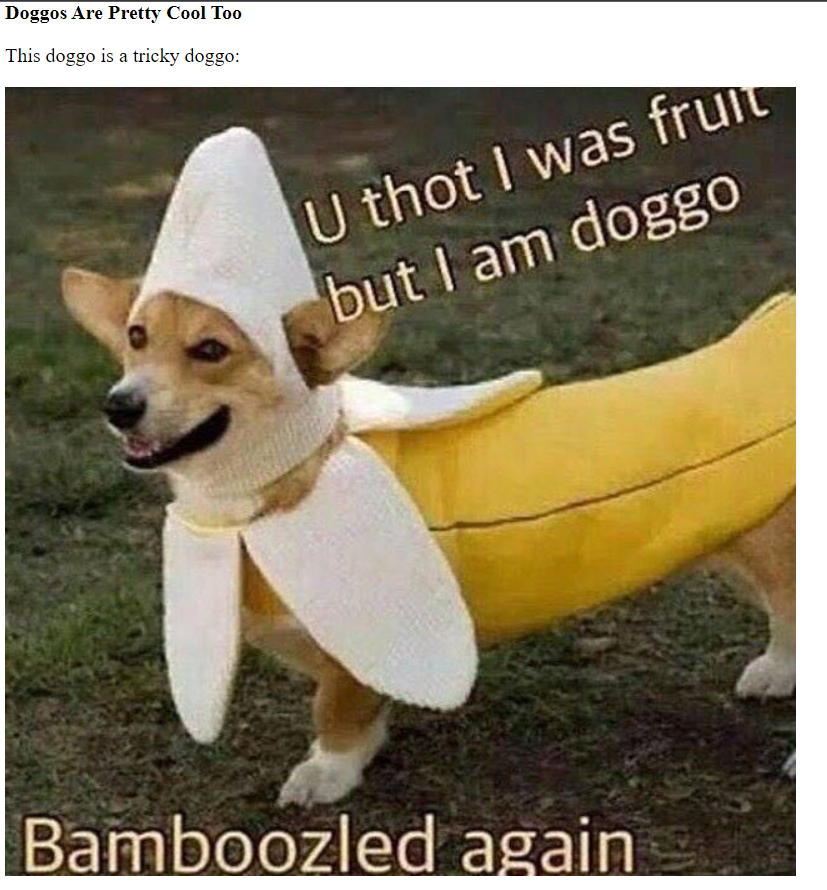 Doggos Are Pretty Cool Too
This doggo is a tricky doggo:
U thot I was fruit
but I am doggo
Bamboozled again